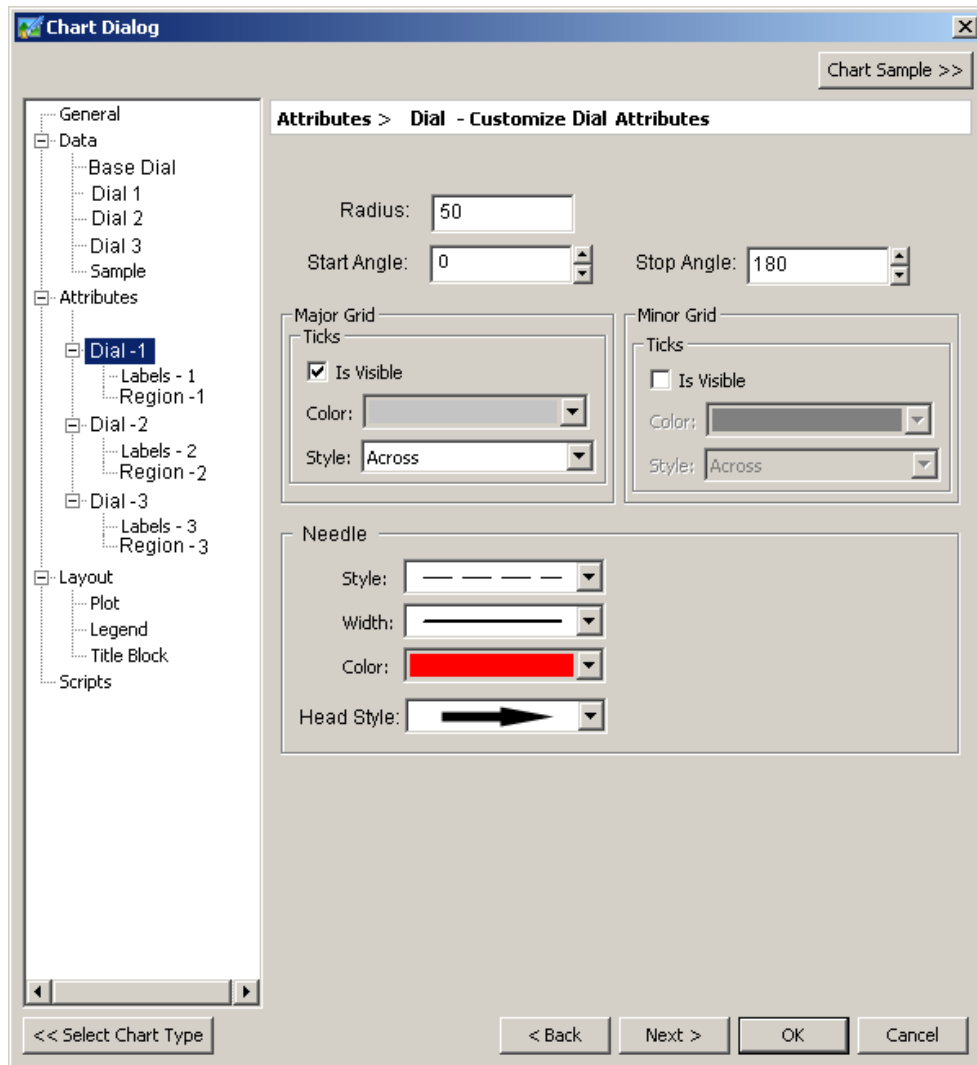 Chart Dialog
Chart Sample >>
General
Data
Base Dial
Dial 1
Dial 2
Dial 3
Sample
Attributes
Dial -1
Labels - 1
Region -1
Dial -2
Labels - 2
Region -2
Dial -3
Labels - 3
Region - 3
Layout
Plot
Legend
Title Block
Scripts
Attributes > Dial - Customize Dial Attributes
Radius: 50
Start Angle: 0 Stop Angle: 180
Major Grid
Ticks
Is Visible
Color:
Style: Across
Minor Grid
Ticks
Is Visible
Color:
Style: Across
Needle
Style:
Width:
Color:
Head Style:
<< Select Chart Type < Back Next > OK Cancel